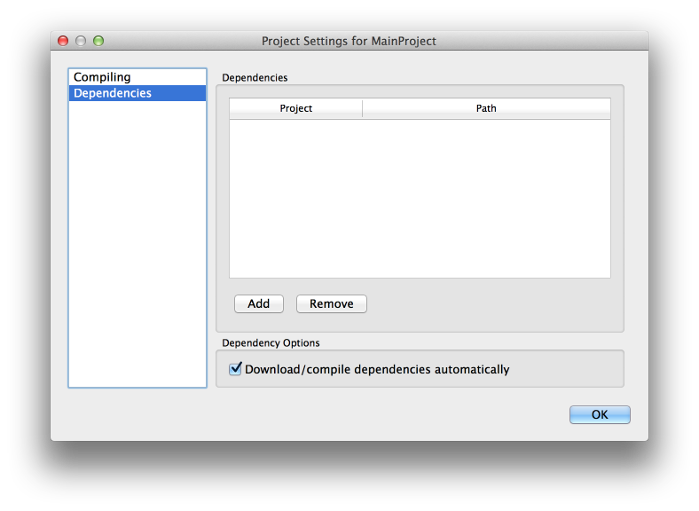 Project Settings for MainProject
Compiling
Dependencies
Dependencies
Project Path
Add Remove
Dependency Options
Download/compile dependencies automatically
OK